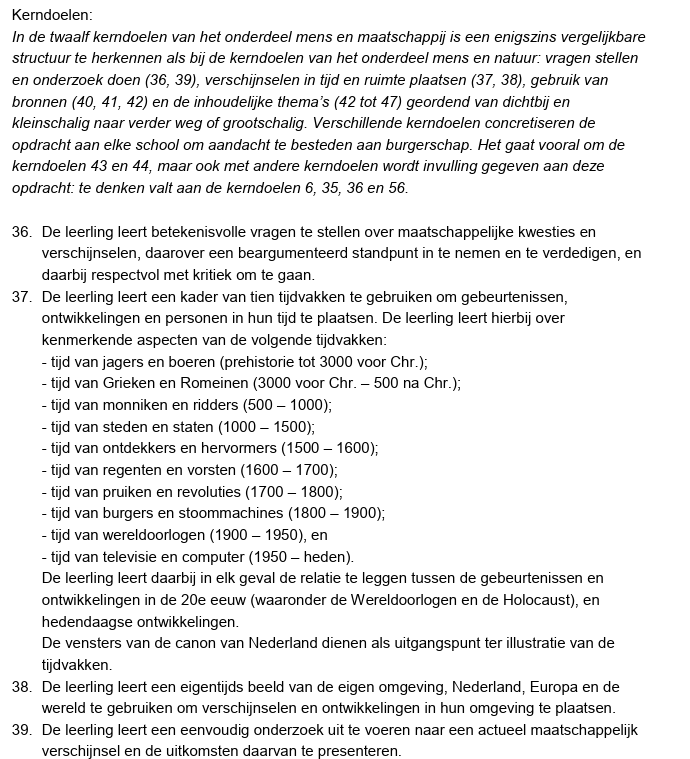 Kerndoelen:
In de twaalf kerndoelen van het onderdeel mens en maatschappij is een enigszins vergelijkbare
structuur te herkennen als bij de kerndoelen van het onderdeel mens en natuur: vragen stellen
en onderzoek doen (36, 39), verschijnselen in tijd en ruimte plaatsen (37, 38), gebruik van
bronnen (40, 41, 42) en de inhoudelijke thema's (42 tot 47) geordend van dichtbij en
kleinschalig naar verder weg of grootschalig. Verschillende kerndoelen concretiseren de
opdracht aan elke school om aandacht te besteden aan burgerschap. Het gaat vooral om de
kerndoelen 43 en 44, maar ook met andere kerndoelen wordt invulling gegeven aan deze
opdracht: te denken valt aan de kerndoelen 6, 35, 36 en 56.
36. De leerling leert betekenisvolle vragen te stellen over maatschappelijke kwesties en
verschijnselen, daarover een beargumenteerd standpunt in te nemen en te verdedigen, en
daarbij respectvol met kritiek om te gaan.
37. De leerling leert een kader van tien tijdvakken te gebruiken om gebeurtenissen,
ontwikkelingen en personen in hun tijd te plaatsen. De leerling leert hierbij over
kenmerkende aspecten van de volgende tijdvakken:
- tijd van jagers en boeren (prehistorie tot 3000 voor Chr.);
- tijd van Grieken en Romeinen (3000 voor Chr. – 500 na Chr.);
- tijd van monniken en ridders (500 – 1000);
- tijd van steden en staten (1000 – 1500);
- tijd van ontdekkers en hervormers (1500 – 1600);
- tijd van regenten en vorsten (1600 – 1700);
- tijd van pruiken en revoluties (1700 – 1800);
- tijd van burgers en stoommachines (1800 – 1900);
- tijd van wereldoorlogen (1900 – 1950), en
- tijd van televisie en computer (1950 – heden).
De leerling leert daarbij in elk geval de relatie te leggen tussen de gebeurtenissen en
ontwikkelingen in de 20e eeuw (waaronder de Wereldoorlogen en de Holocaust), en
hedendaagse ontwikkelingen.
De vensters van de canon van Nederland dienen als uitgangspunt ter illustratie van de
tijdvakken.
38. De leerling leert een eigentijds beeld van de eigen omgeving, Nederland, Europa en de
wereld te gebruiken om verschijnselen en ontwikkelingen in hun omgeving te plaatsen.
39. De leerling leert een eenvoudig onderzoek uit te voeren naar een actueel maatschappelijk
verschijnsel en de uitkomsten daarvan te presenteren.